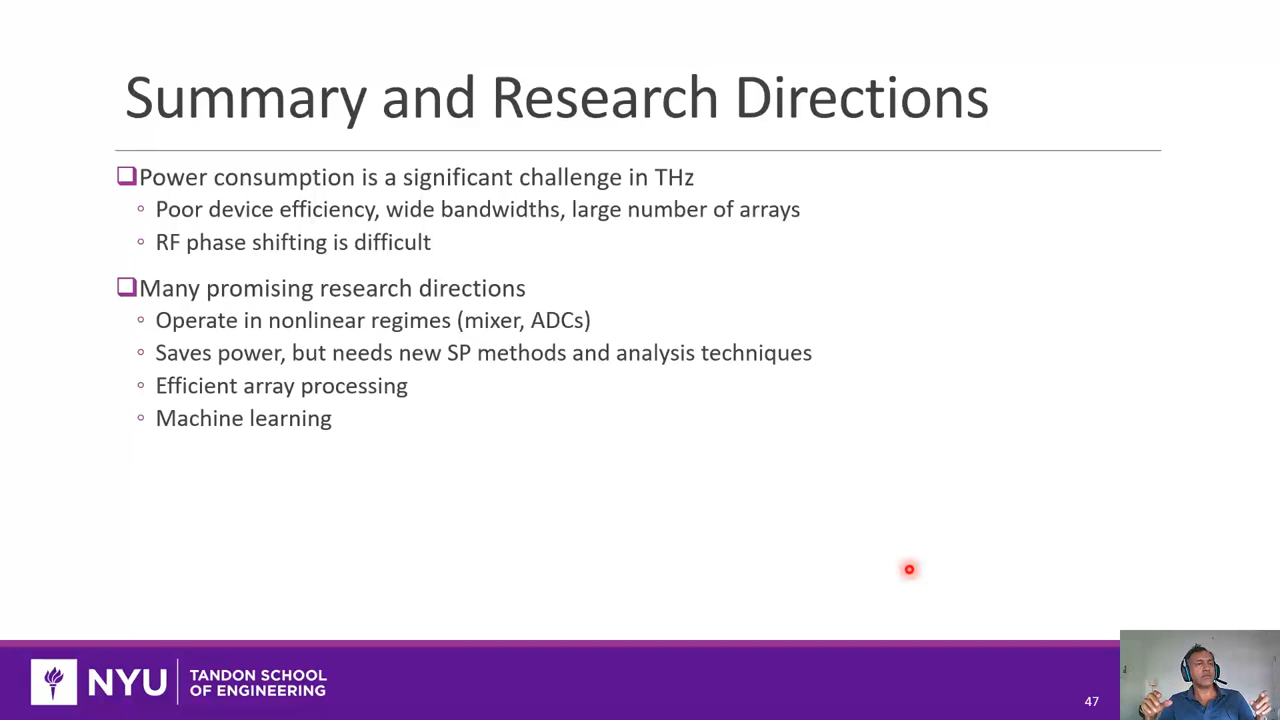 Summary and Research Directions
Power consumption is a significant challenge in THz
Poor device efficiency, wide bandwidths, large number of arrays
RF phase shifting is difficult
Many promising research directions
Operate in nonlinear regimes (mixer, ADCs)
Saves power, but needs new SP methods and analysis techniques
Efficient array processing
Machine learning
NYU
TANDON SCHOOL
OF ENGINEERING
47